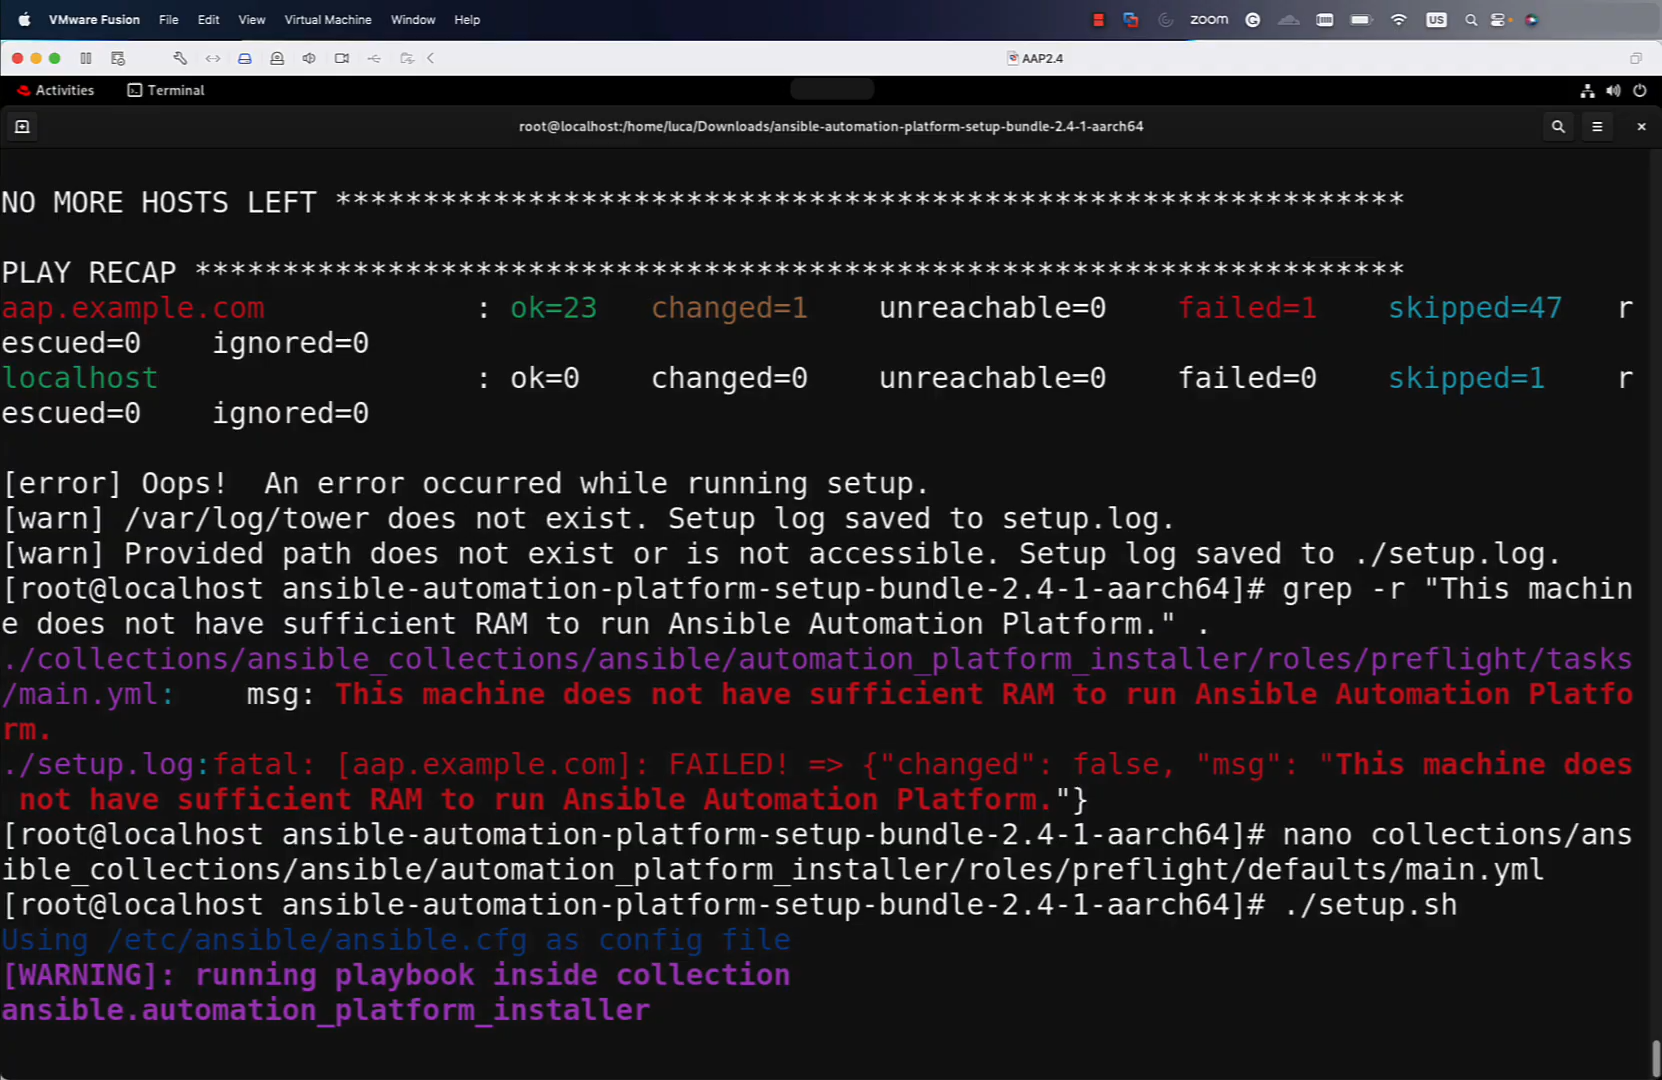 VMware Fusion File Edit View Virtual Machine Window Help zoom US
AAP2.4
Activities Terminal
root@localhost:/home/luca/Downloads/ansible-automation-platform-setup-bundle-2.4-1-aarch64
NO MORE HOSTS LEFT *************************************************************
PLAY RECAP *********************************************************************
aap.example.com : ok=23 changed=1 unreachable=0 failed=1 skipped=47 r
escued=0 ignored=0
localhost : ok=0 changed=0 unreachable=0 failed=0 skipped=1 r
escued=0 ignored=0
[error] Oops!  An error occurred while running setup.
[warn] /var/log/tower does not exist. Setup log saved to setup.log.
[warn] Provided path does not exist or is not accessible. Setup log saved to ./setup.log.
[root@localhost ansible-automation-platform-setup-bundle-2.4-1-aarch64]# grep -r "This machin
e does not have sufficient RAM to run Ansible Automation Platform." .
./collections/ansible_collections/ansible/automation_platform_installer/roles/preflight/tasks
/main.yml:    msg: This machine does not have sufficient RAM to run Ansible Automation Platfo
rm.
./setup.log:fatal: [aap.example.com]: FAILED! => {"changed": false, "msg": "This machine does
 not have sufficient RAM to run Ansible Automation Platform."}
[root@localhost ansible-automation-platform-setup-bundle-2.4-1-aarch64]# nano collections/ans
ible_collections/ansible/automation_platform_installer/roles/preflight/defaults/main.yml
[root@localhost ansible-automation-platform-setup-bundle-2.4-1-aarch64]# ./setup.sh
Using /etc/ansible/ansible.cfg as config file
[WARNING]: running playbook inside collection
ansible.automation_platform_installer